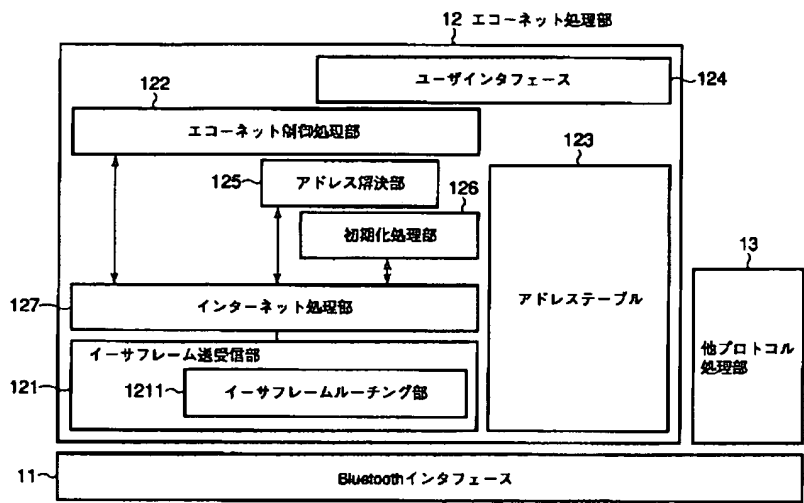 12 エコーネット処理部
ユーザインタフェース
124
122
エコーネット制御処理部
123
125
アドレス解決部
126
初期化処理部
13
アドレステーブル
127
インターネット処理部
他プロトコル
処理部
イーサフレーム送受信部
121
1211
イーサフレームルーチング部
11
Bluetoothインタフェース